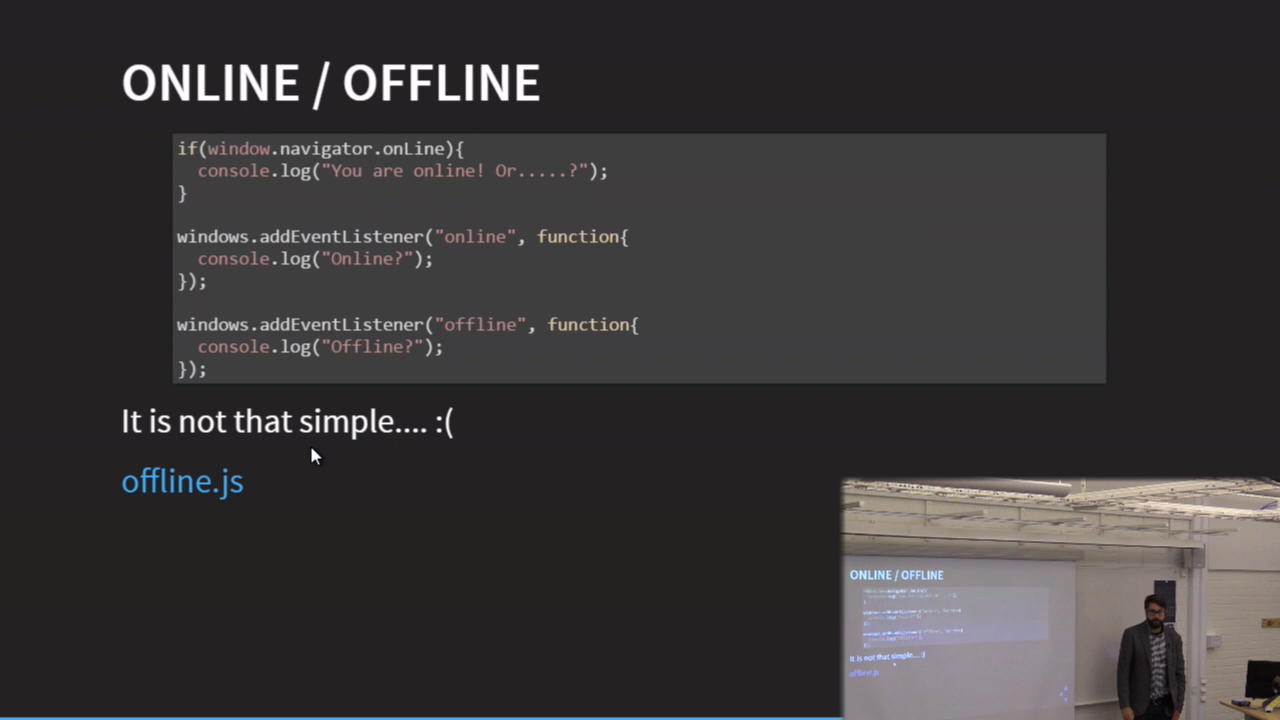 ONLINE / OFFLINE
if(window.navigator.onLine){
  console.log("You are online! Or.....?");
}
windows.addEventListener("online", function{
  console.log("Online?");
});
windows.addEventListener("offline", function{
  console.log("Offline?");
});
It is not that simple.... :(
offline.js
ONLINE / OFFLINE
It is not that simple.... :(
offline.js